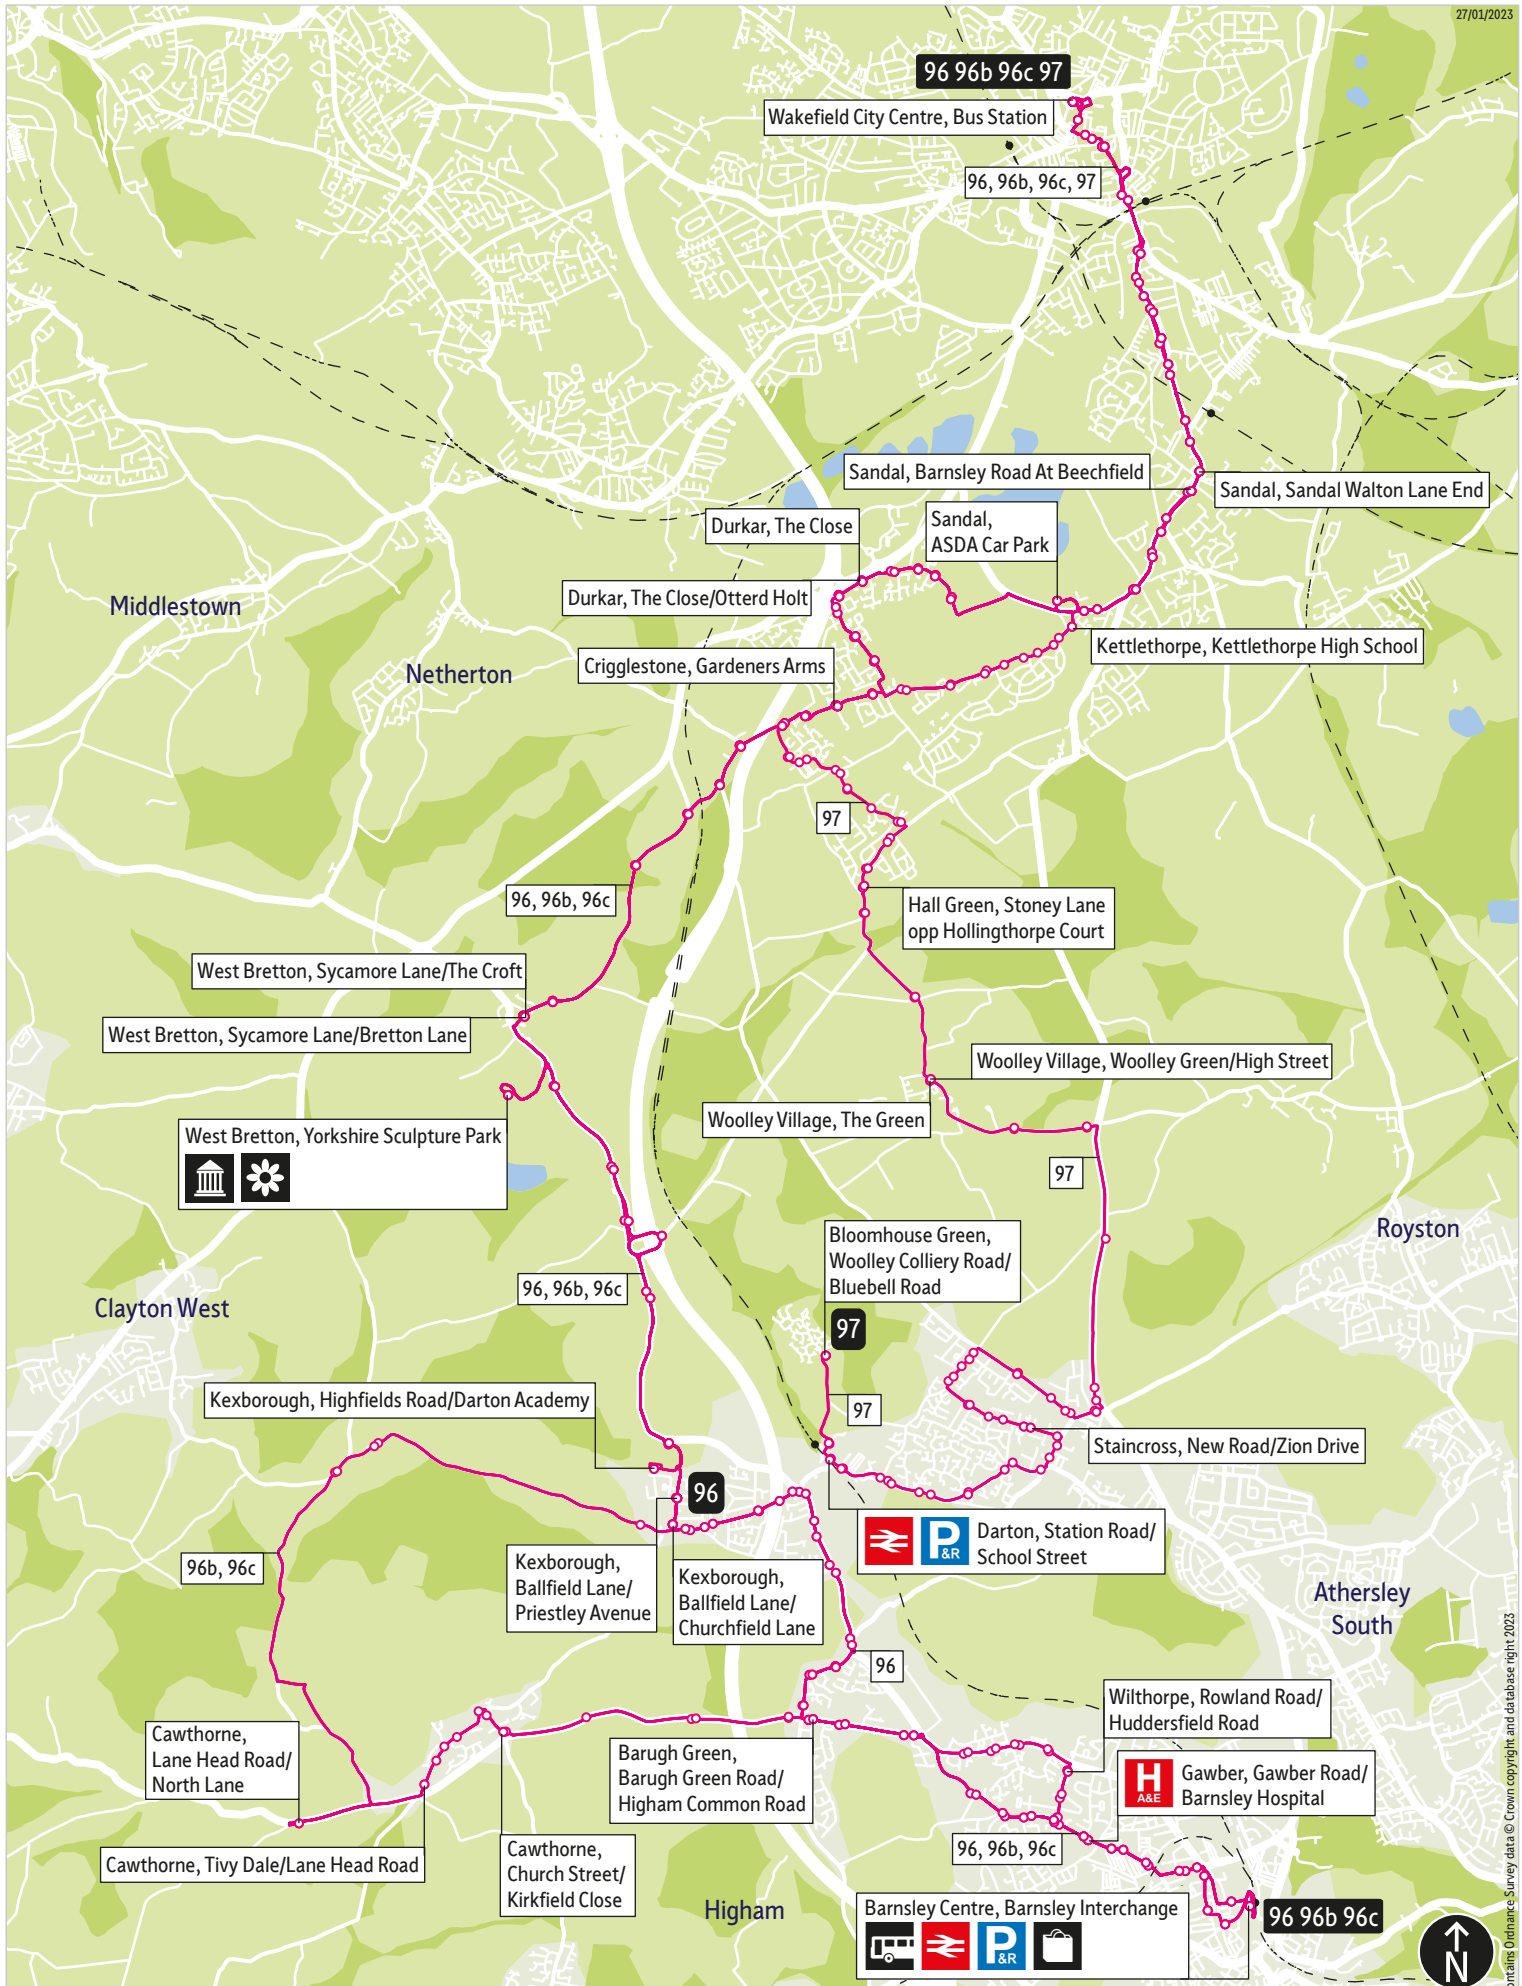 27/01/2023
96 96b 96c 97
Wakefield City Centre, Bus Station
96, 96b, 96c, 97
Sandal, Barnsley Road At Beechfield
Sandal, Sandal Walton Lane End
Durkar, The Close
Sandal,
ASDA Car Park
Durkar, The Close/Otterd Holt
Middlestown
Netherton
Crigglestone, Gardeners Arms
Kettlethorpe, Kettlethorpe High School
97
96, 96b, 96c
Hall Green, Stoney Lane
opp Hollingthorpe Court
West Bretton, Sycamore Lane/The Croft
West Bretton, Sycamore Lane/Bretton Lane
Woolley Village, Woolley Green/High Street
Woolley Village, The Green
West Bretton, Yorkshire Sculpture Park
97
Royston
Bloomhouse Green,
Woolley Colliery Road/
Bluebell Road
97
96, 96b, 96c
Clayton West
Kexborough, Highfields Road/Darton Academy
97
Staincross, New Road/Zion Drive
96
P&R
Darton, Station Road/
School Street
96b, 96c
Kexborough,
Ballfield Lane/
Priestley Avenue
Kexborough,
Ballfield Lane/
Churchfield Lane
Athersley
South
96
Wilthorpe, Rowland Road/
Huddersfield Road
Cawthorne,
Lane Head Road/
North Lane
Barugh Green,
Barugh Green Road/
Higham Common Road
H
A&E
Gawber, Gawber Road/
Barnsley Hospital
96, 96b, 96c
Cawthorne, Tivy Dale/Lane Head Road
Cawthorne,
Church Street/
Kirkfield Close
Higham
Barnsley Centre, Barnsley Interchange
P&R
96 96b 96c
N
Ordnance Survey data © Crown copyright and database right 2023